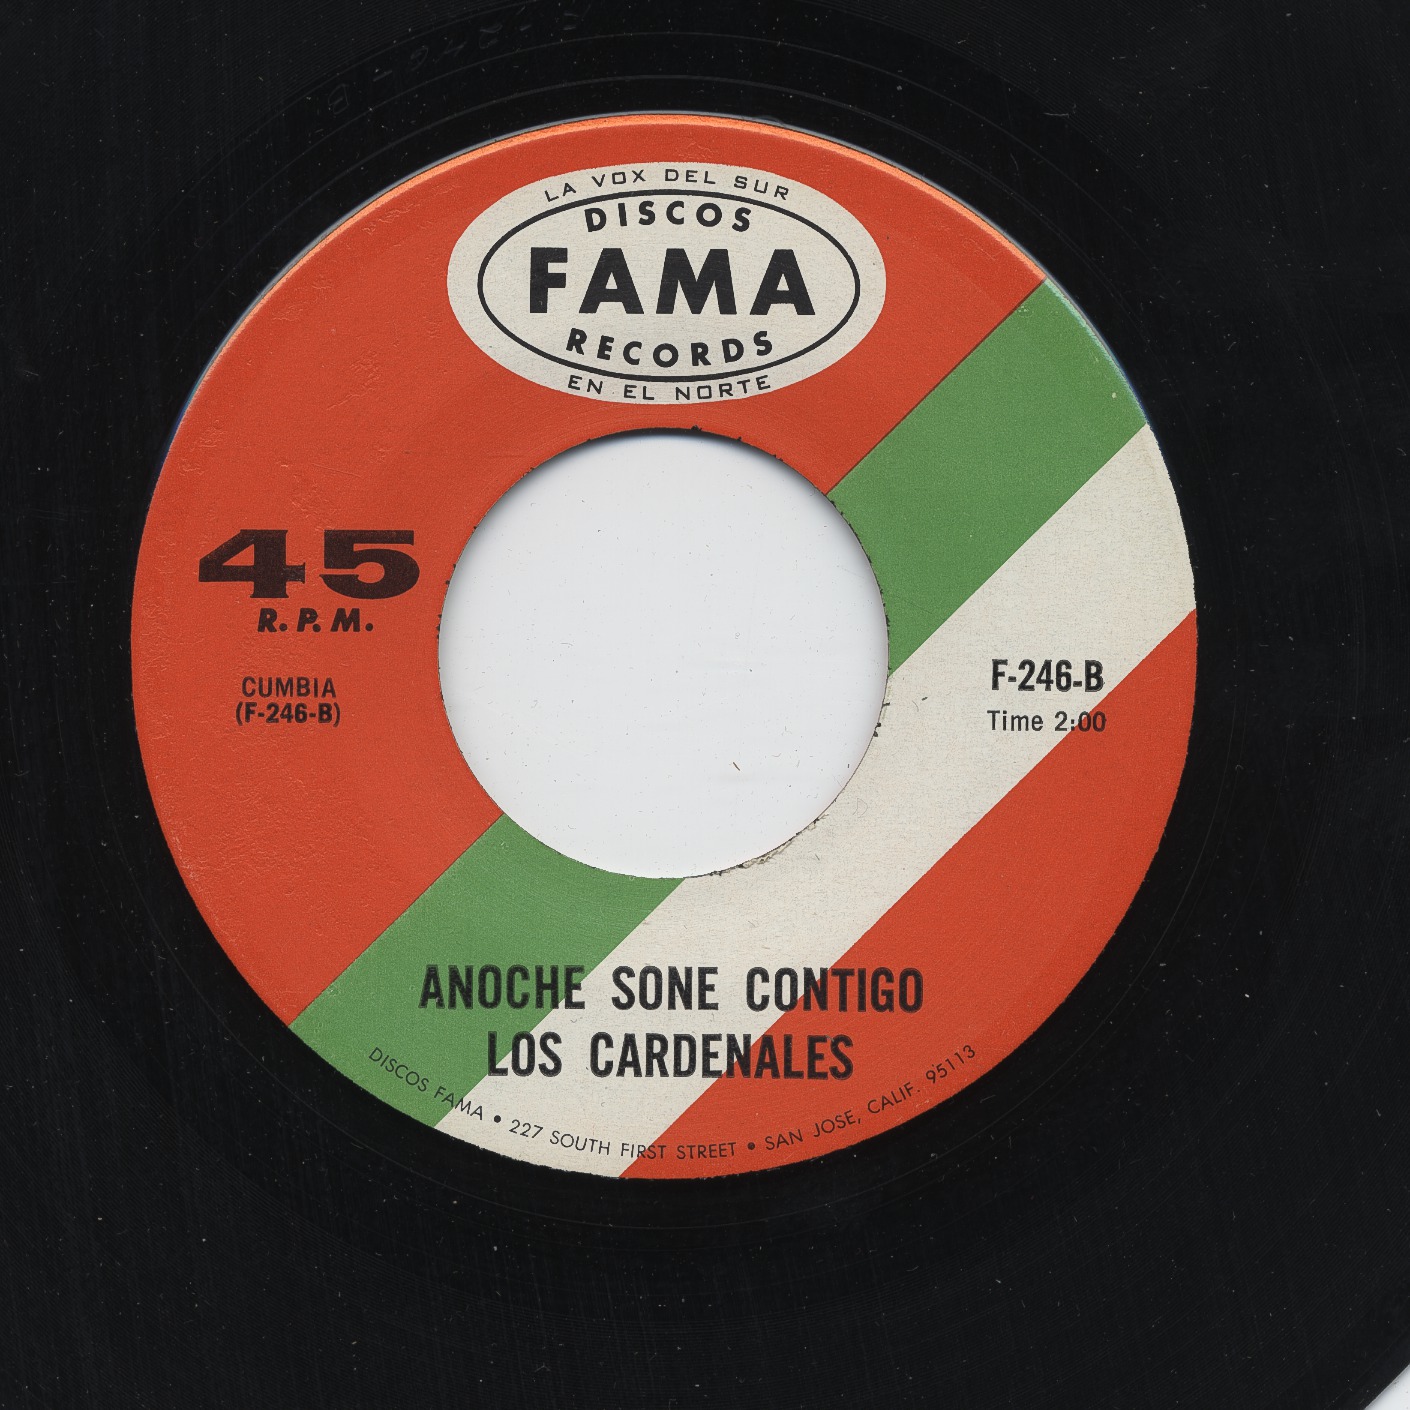 LA VOX DEL SUR
DISCOS
FAMA
RECORDS
EN EL NORTE
45
R.P.M.
CUMBIA
(F-246-B)
F-246-B
Time 2:00
ANOCHE SONE CONTIGO
LOS CARDENALES
DISCOS FAMA • 227 SOUTH FIRST STREET • SAN JOSE, CALIF. 95113